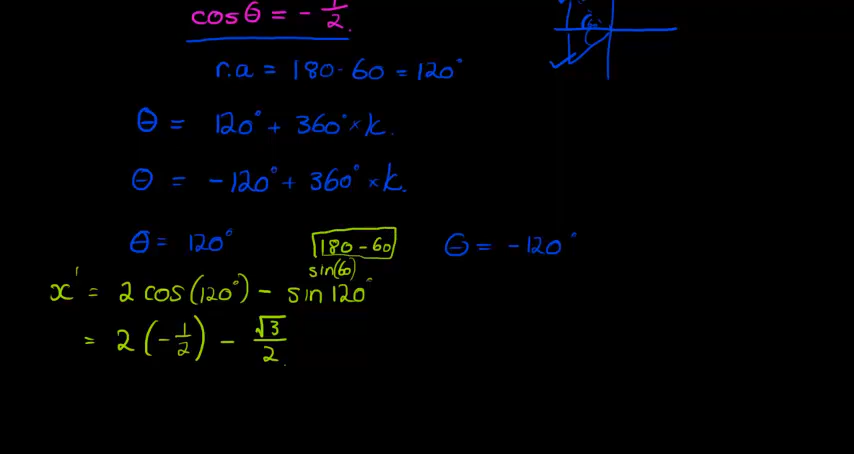 cos θ = - 1/2.
r.a = 180 - 60 = 120°
θ = 120° + 360° × k.
θ = -120° + 360° × k.
θ = 120° 180 - 60 θ = -120°
sin(60)
x' = 2 cos(120°) - sin 120°
= 2 (-1/2) - √3/2.